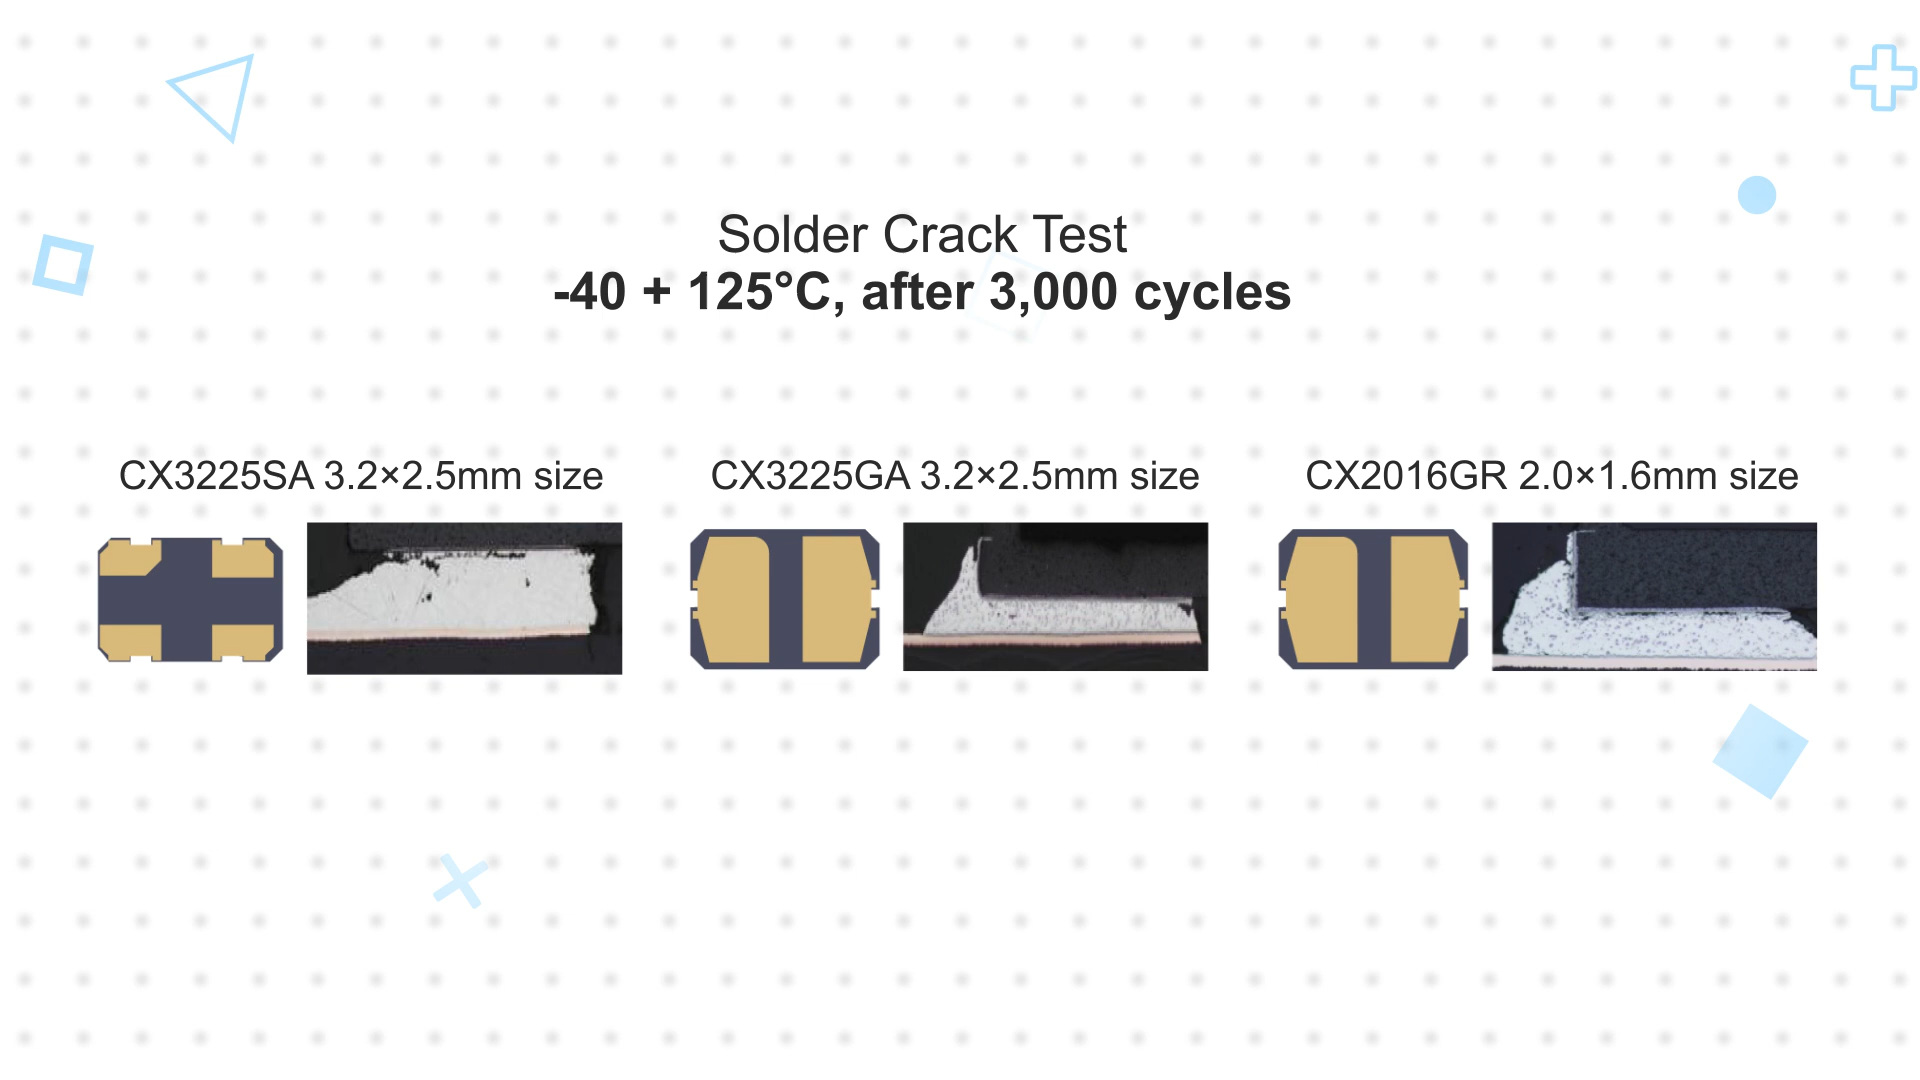 Solder Crack Test
-40 + 125°C, after 3,000 cycles
CX3225SA 3.2×2.5mm size
CX3225GA 3.2×2.5mm size
CX2016GR 2.0×1.6mm size